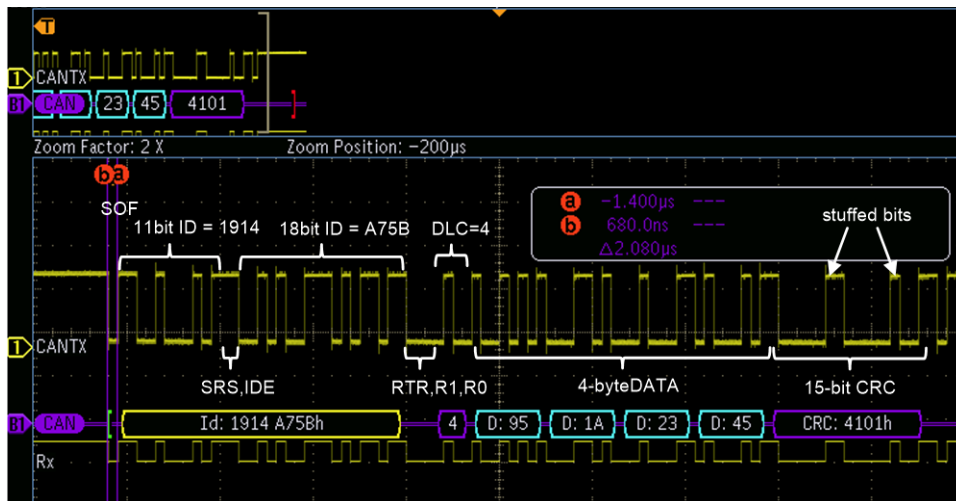 T
1 CANTX
B1 CAN 23 45 4101
Zoom Factor: 2 X Zoom Position: −200µs
b a
SOF
a −1.400µs ---
b 680.0ns ---
Δ2.080µs
stuffed bits
11bit ID = 1914 18bit ID = A75B DLC=4
1 CANTX
SRS,IDE RTR,R1,R0 4-byteDATA 15-bit CRC
B1 CAN Id: 1914 A75Bh 4 D: 95 D: 1A D: 23 D: 45 CRC: 4101h
Rx